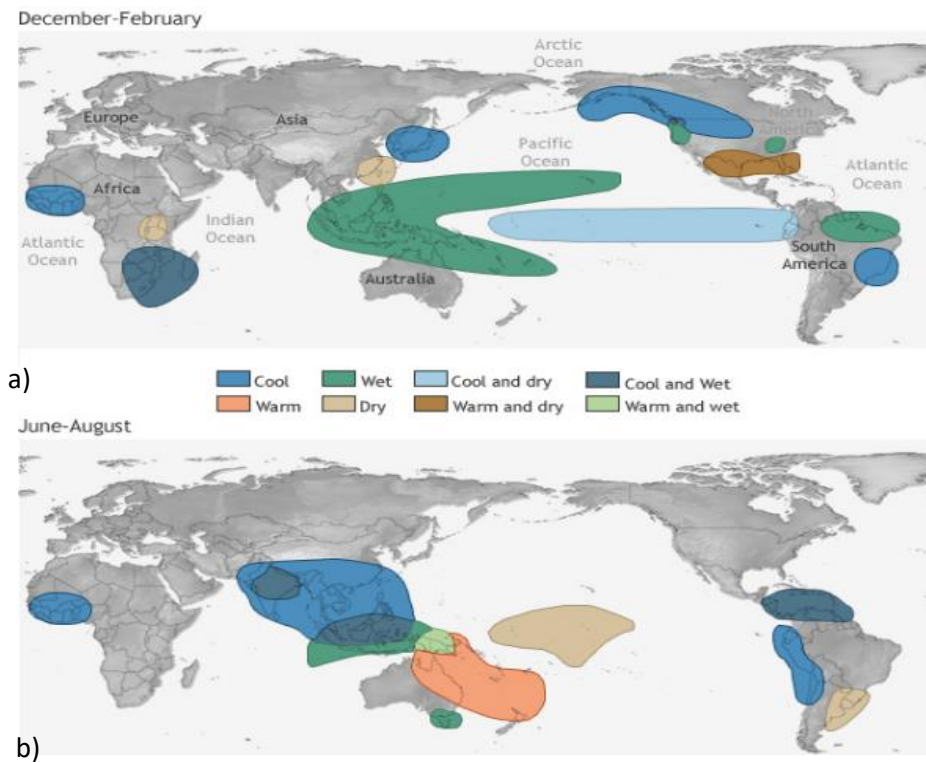 December-February
Arctic
Ocean
Europe
Asia
North
America
Pacific
Ocean
Atlantic
Ocean
Africa
Indian
Ocean
Atlantic
Ocean
South
America
Australia
a)
Cool
Wet
Cool and dry
Cool and Wet
Warm
Dry
Warm and dry
Warm and wet
June-August
b)